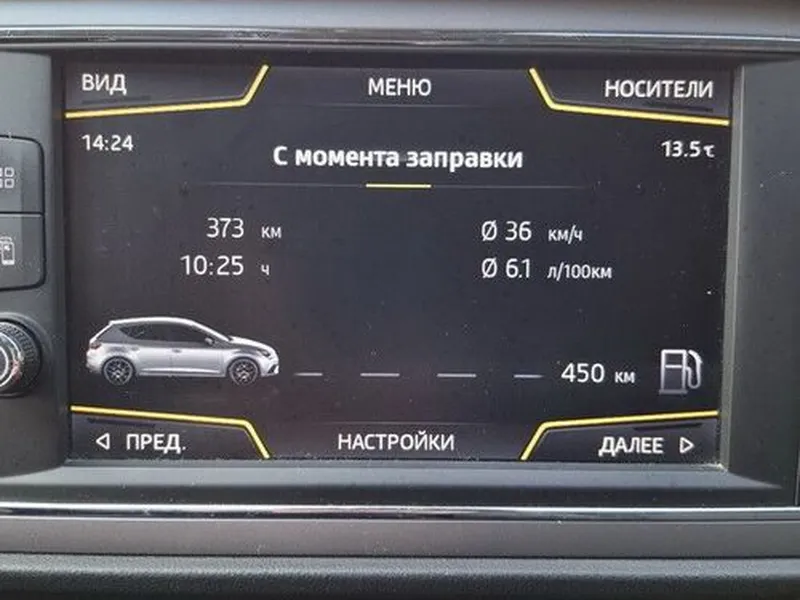 ВИД МЕНЮ НОСИТЕЛИ
14:24 13.5℃
С момента заправки
373 км Ø 36 км/ч
10:25 ч Ø 6.1 л/100км
450 км
ПРЕД. НАСТРОЙКИ ДАЛЕЕ